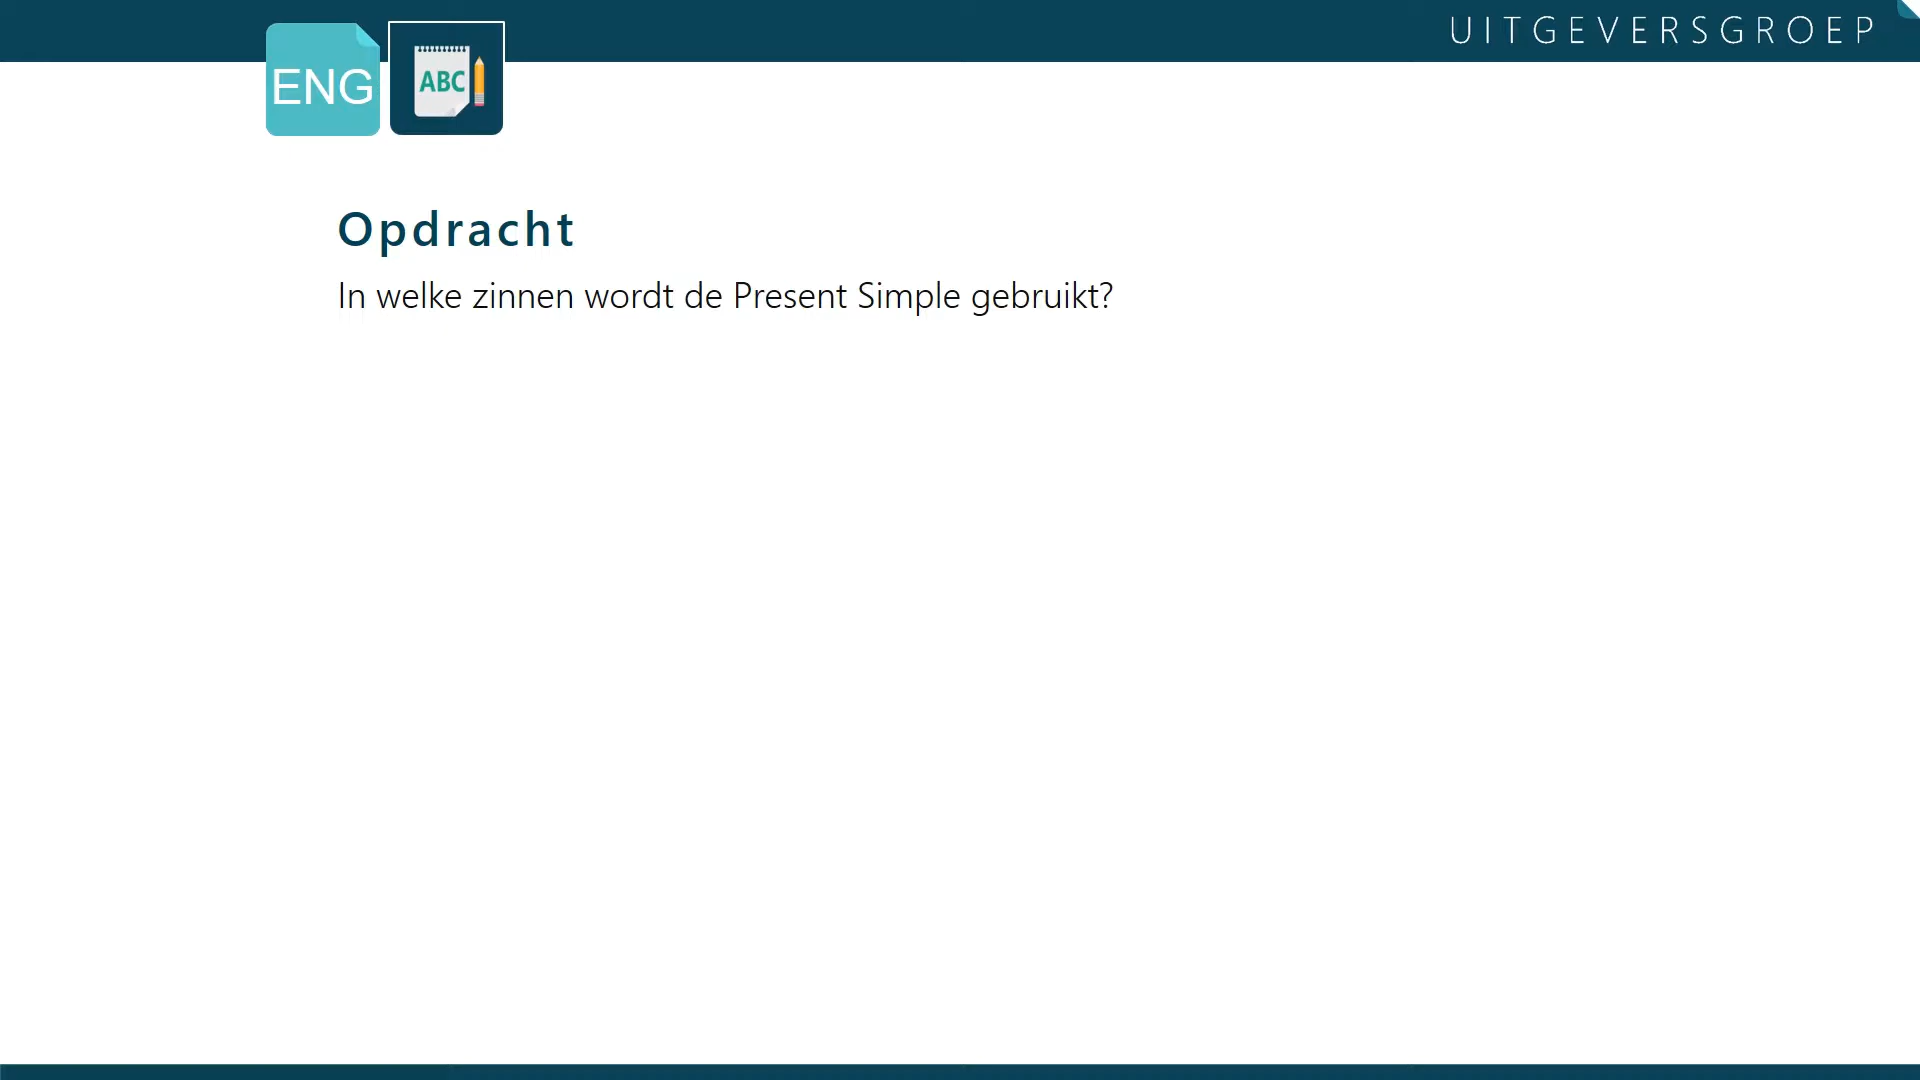 UITGEVERSGROEP
ENG
ABC
Opdracht
In welke zinnen wordt de Present Simple gebruikt?